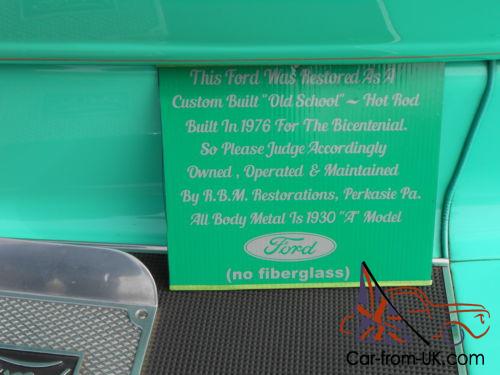 This Ford Was Restored As A
Custom Built "Old School" ~ Hot Rod
Built In 1976 For The Bicentenial.
So Please Judge Accordingly
Owned , Operated & Maintained
By R.B.M. Restorations, Perkasie Pa.
All Body Metal Is 1930 "A" Model
Ford
(no fiberglass)
Car-from-UK.com